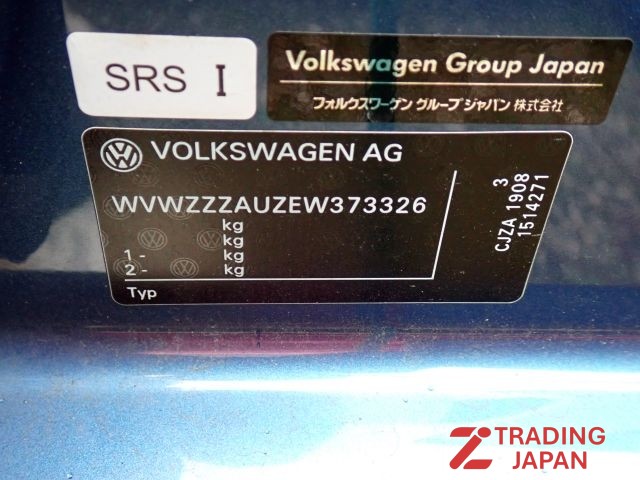 SRS I
Volkswagen Group Japan
フォルクスワーゲン グループ ジャパン 株式会社
VOLKSWAGEN AG
WVWZZZAUZEW373326
kg
kg
1 - kg
2 - kg
Typ
3
CJZA 1908
1514271
TRADING
JAPAN